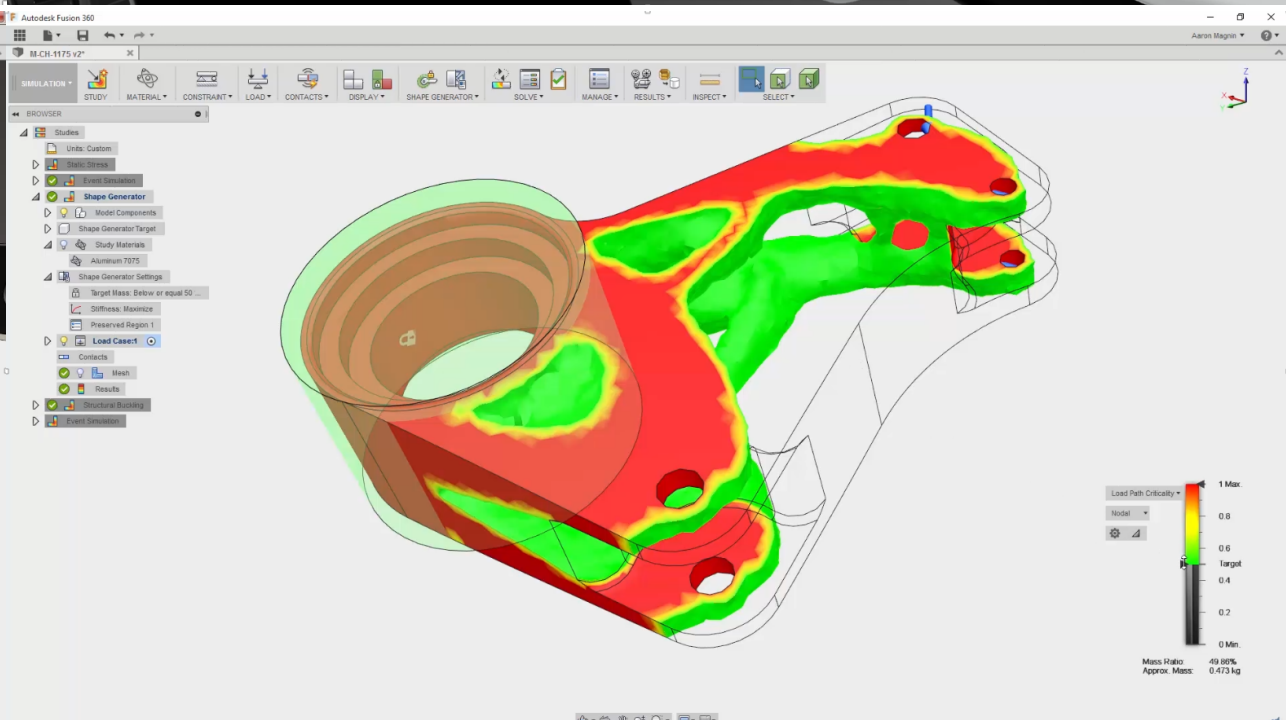 Autodesk Fusion 360
Aaron Magnin
M-CH-1175 v2*
SIMULATION
STUDY
MATERIAL
CONSTRAINT
LOAD
CONTACTS
DISPLAY
SHAPE GENERATOR
SOLVE
MANAGE
RESULTS
INSPECT
SELECT
BROWSER
Studies
Units: Custom
Static Stress
Event Simulation
Shape Generator
Model Components
Shape Generator Target
Study Materials
Aluminum 7075
Shape Generator Settings
Target Mass: Below or equal 50 ...
Stiffness: Maximize
Preserved Region 1
Load Case:1
Contacts
Mesh
Results
Structural Buckling
Event Simulation
Z
X
Y
Load Path Criticality
Nodal
1 Max.
0.8
0.6
Target
0.4
0.2
0 Min.
Mass Ratio: 49.86%
Approx. Mass: 0.473 kg